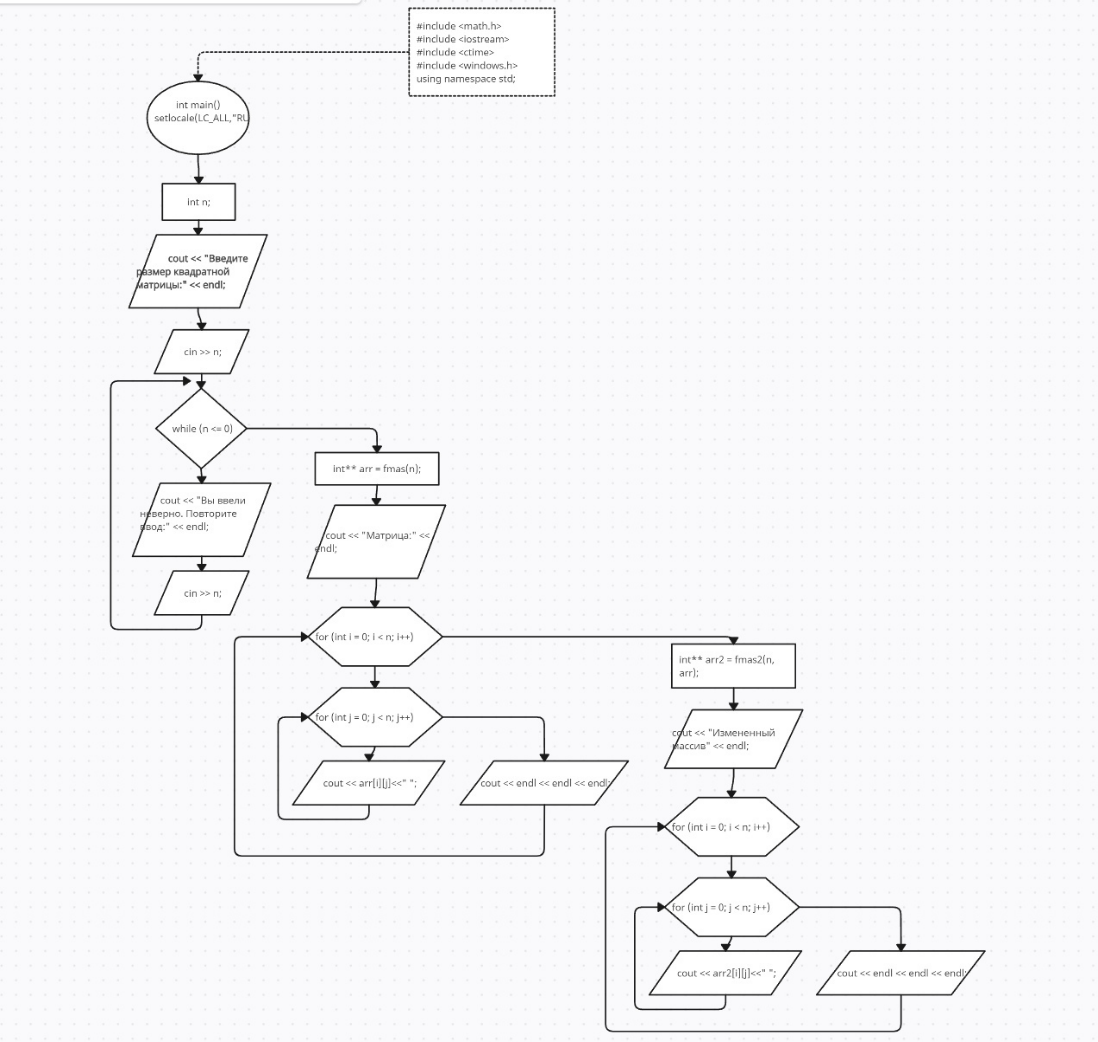 #include <math.h>
#include <iostream>
#include <ctime>
#include <windows.h>
using namespace std;
int main()
setlocale(LC_ALL,"RU
int n;
cout << "Введите
размер квадратной
матрицы:" << endl;
cin >> n;
while (n <= 0)
cout << "Вы ввели
неверно. Повторите
ввод:" << endl;
cin >> n;
int** arr = fmas(n);
cout << "Матрица:" <<
endl;
for (int i = 0; i < n; i++)
for (int j = 0; j < n; j++)
cout << arr[i][j]<<" ";
cout << endl << endl << endl;
int** arr2 = fmas2(n,
arr);
cout << "Измененный
массив" << endl;
for (int i = 0; i < n; i++)
for (int j = 0; j < n; j++)
cout << arr2[i][j]<<" ";
cout << endl << endl << endl;